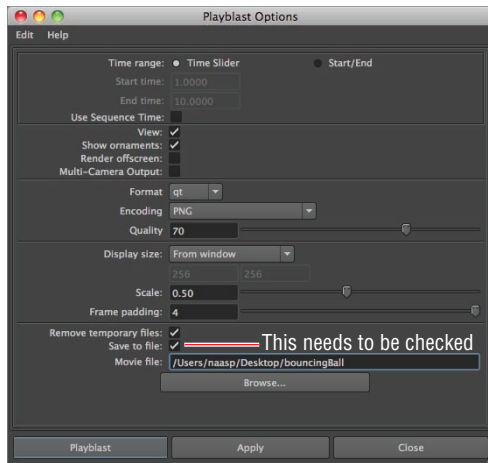 Playblast Options
Edit Help
Time range: Time Slider Start/End
Start time: 1.0000
End time: 10.0000
Use Sequence Time:
View:
Show ornaments:
Render offscreen:
Multi-Camera Output:
Format qt
Encoding PNG
Quality 70
Display size: From window
256 256
Scale: 0.50
Frame padding: 4
Remove temporary files:
Save to file: This needs to be checked
Movie file: /Users/naasp/Desktop/bouncingBall
Browse...
Playblast Apply Close